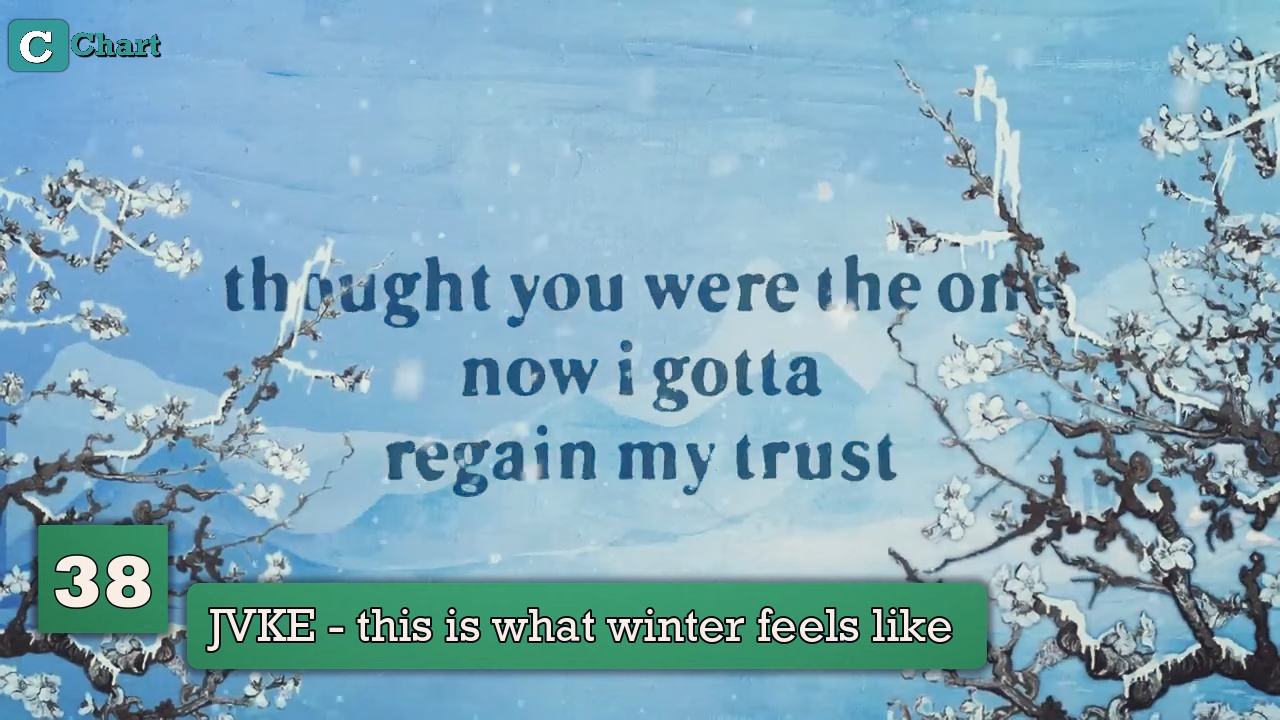 C Chart
thought you were the one
now i gotta
regain my trust
38
JVKE - this is what winter feels like